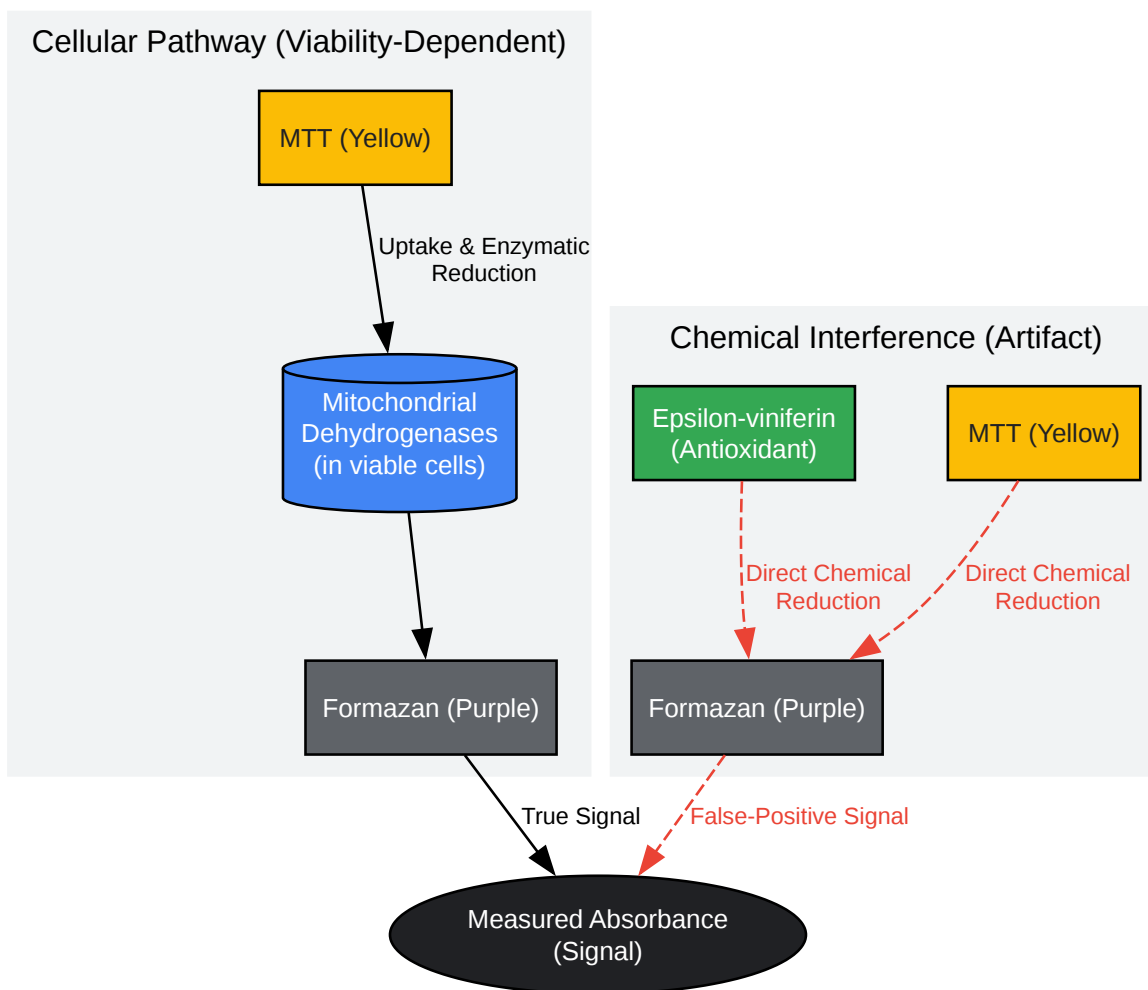 Cellular Pathway (Viability-Dependent)
MTT (Yellow)
Uptake & Enzymatic
Reduction
Mitochondrial
Dehydrogenases
(in viable cells)
Formazan (Purple)
Chemical Interference (Artifact)
Epsilon-viniferin
(Antioxidant)
MTT (Yellow)
Direct Chemical
Reduction
Direct Chemical
Reduction
Formazan (Purple)
True Signal
False-Positive Signal
Measured Absorbance
(Signal)